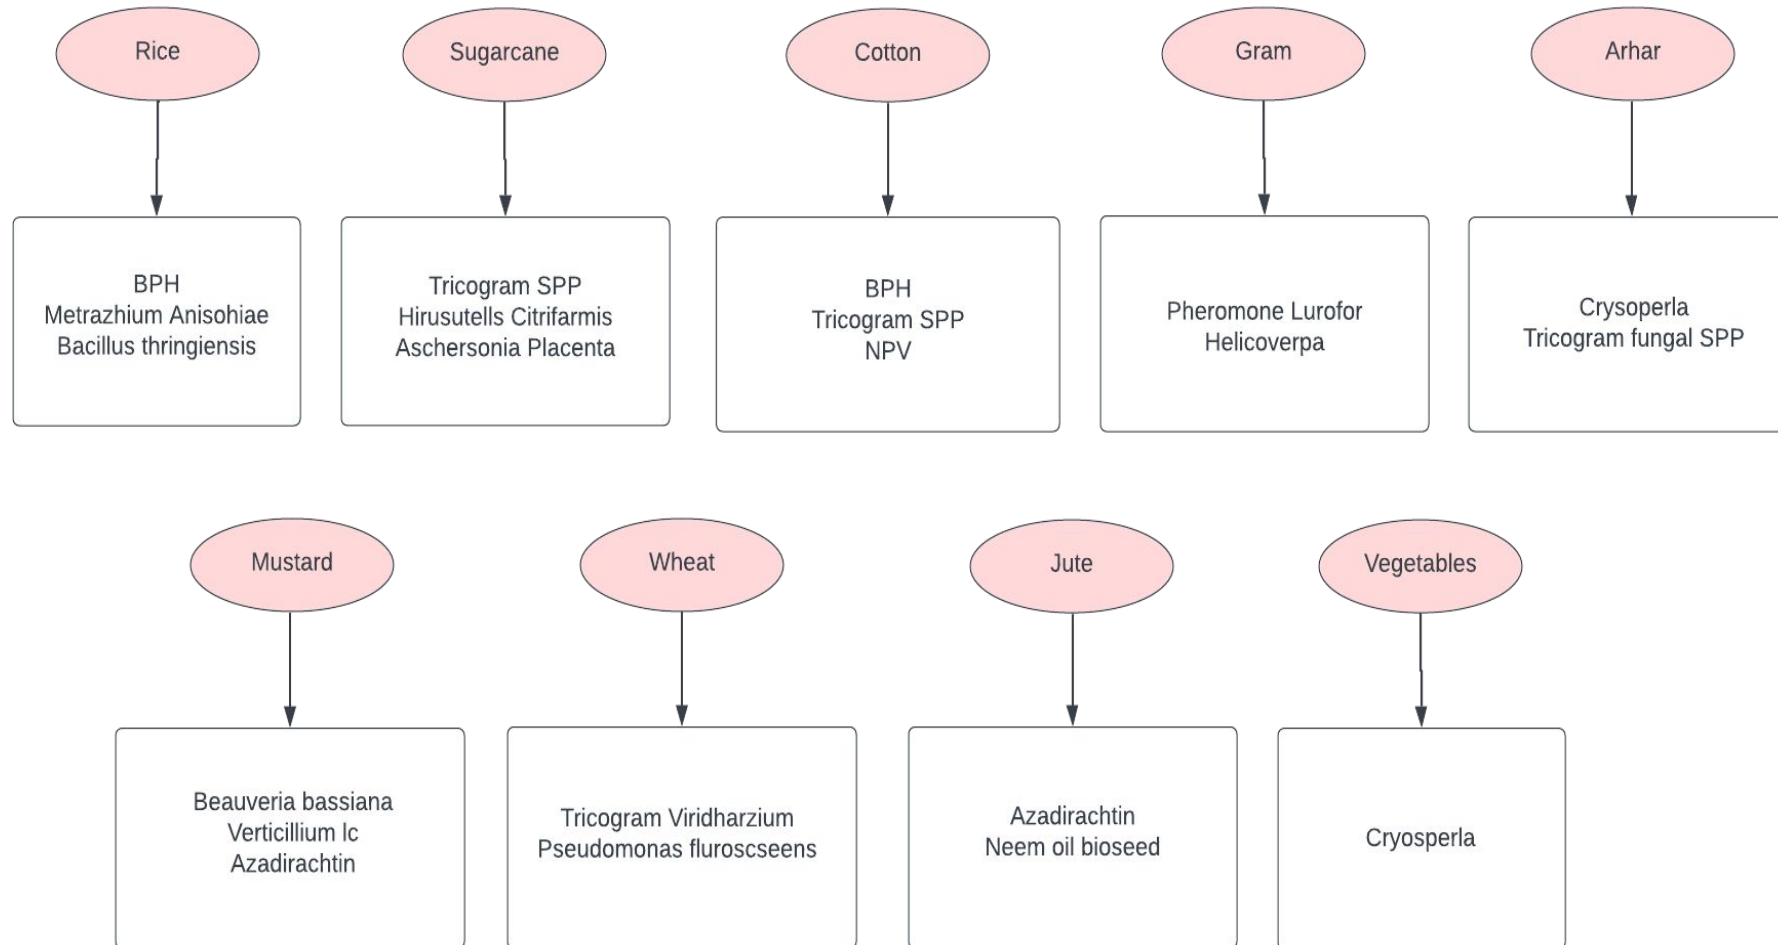 Rice
Sugarcane
Cotton
Gram
Arhar
BPH
Metrazhium Anisohiae
Bacillus thringiensis
Tricogram SPP
Hirusutells Citrifarmis
Aschersonia Placenta
BPH
Tricogram SPP
NPV
Pheromone Lurofor
Helicoverpa
Crysoperla
Tricogram fungal SPP
Mustard
Wheat
Jute
Vegetables
Beauveria bassiana
Verticillium lc
Azadirachtin
Tricogram Viridharzium
Pseudomonas fluroscseens
Azadirachtin
Neem oil bioseed
Cryosperla